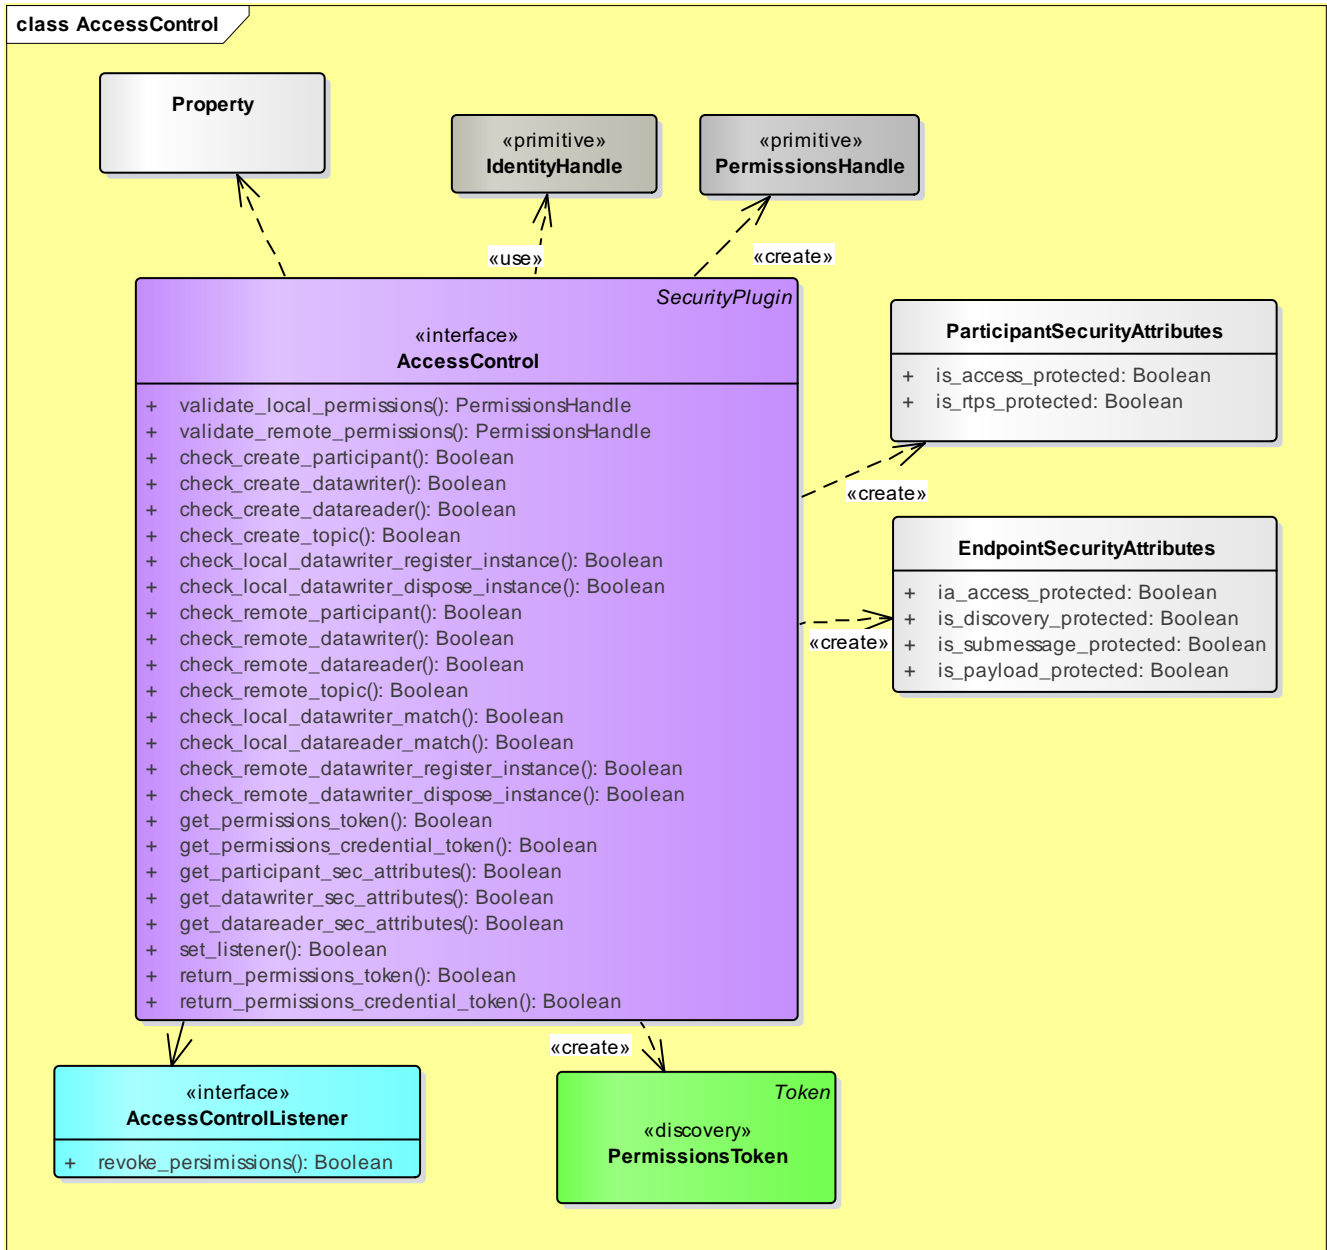 class AccessControl
Property
«primitive»
IdentityHandle
«primitive»
PermissionsHandle
«use»
«create»
SecurityPlugin
«interface»
AccessControl
+ validate_local_permissions(): PermissionsHandle
+ validate_remote_permissions(): PermissionsHandle
+ check_create_participant(): Boolean
+ check_create_datawriter(): Boolean
+ check_create_datareader(): Boolean
+ check_create_topic(): Boolean
+ check_local_datawriter_register_instance(): Boolean
+ check_local_datawriter_dispose_instance(): Boolean
+ check_remote_participant(): Boolean
+ check_remote_datawriter(): Boolean
+ check_remote_datareader(): Boolean
+ check_remote_topic(): Boolean
+ check_local_datawriter_match(): Boolean
+ check_local_datareader_match(): Boolean
+ check_remote_datawriter_register_instance(): Boolean
+ check_remote_datawriter_dispose_instance(): Boolean
+ get_permissions_token(): Boolean
+ get_permissions_credential_token(): Boolean
+ get_participant_sec_attributes(): Boolean
+ get_datawriter_sec_attributes(): Boolean
+ get_datareader_sec_attributes(): Boolean
+ set_listener(): Boolean
+ return_permissions_token(): Boolean
+ return_permissions_credential_token(): Boolean
ParticipantSecurityAttributes
+ is_access_protected: Boolean
+ is_rtps_protected: Boolean
«create»
EndpointSecurityAttributes
+ ia_access_protected: Boolean
+ is_discovery_protected: Boolean
+ is_submessage_protected: Boolean
+ is_payload_protected: Boolean
«create»
«create»
«interface»
AccessControlListener
+ revoke_persimissions(): Boolean
Token
«discovery»
PermissionsToken